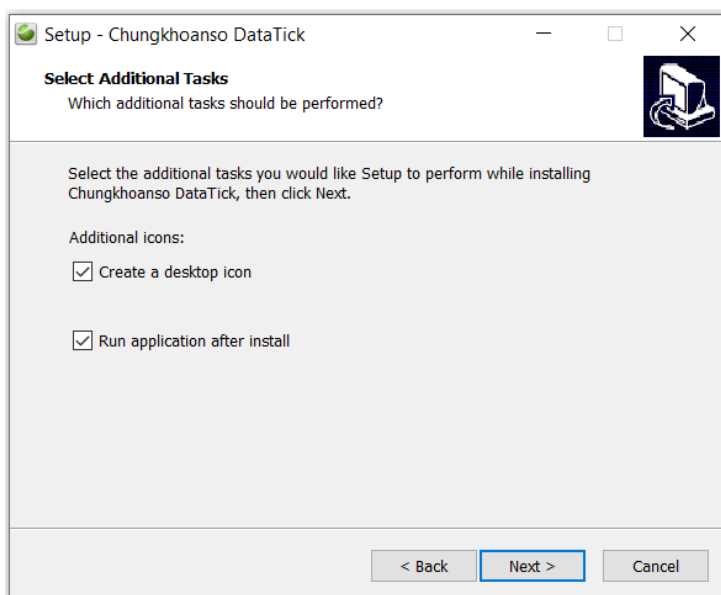 Setup - Chungkhoanso DataTick
Select Additional Tasks
Which additional tasks should be performed?
Select the additional tasks you would like Setup to perform while installing
Chungkhoanso DataTick, then click Next.
Additional icons:
Create a desktop icon
Run application after install
< Back Next > Cancel